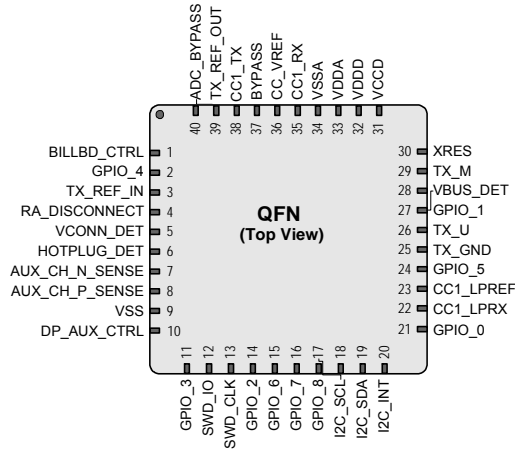 ADC_BYPASS
TX_REF_OUT
CC1_TX
BYPASS
CC_VREF
CC1_RX
VSSA
VDDA
VDDD
VCCD
40 39 38 37 36 35 34 33 32 31
BILLBD_CTRL 1
GPIO_4 2
TX_REF_IN 3
RA_DISCONNECT 4
VCONN_DET 5
HOTPLUG_DET 6
AUX_CH_N_SENSE 7
AUX_CH_P_SENSE 8
VSS 9
DP_AUX_CTRL 10
QFN
(Top View)
30 XRES
29 TX_M
28 VBUS_DET
27 GPIO_1
26 TX_U
25 TX_GND
24 GPIO_5
23 CC1_LPREF
22 CC1_LPRX
21 GPIO_0
11 12 13 14 15 16 17 18 19 20
GPIO_3
SWD_IO
SWD_CLK
GPIO_2
GPIO_6
GPIO_7
GPIO_8
I2C_SCL
I2C_SDA
I2C_INT